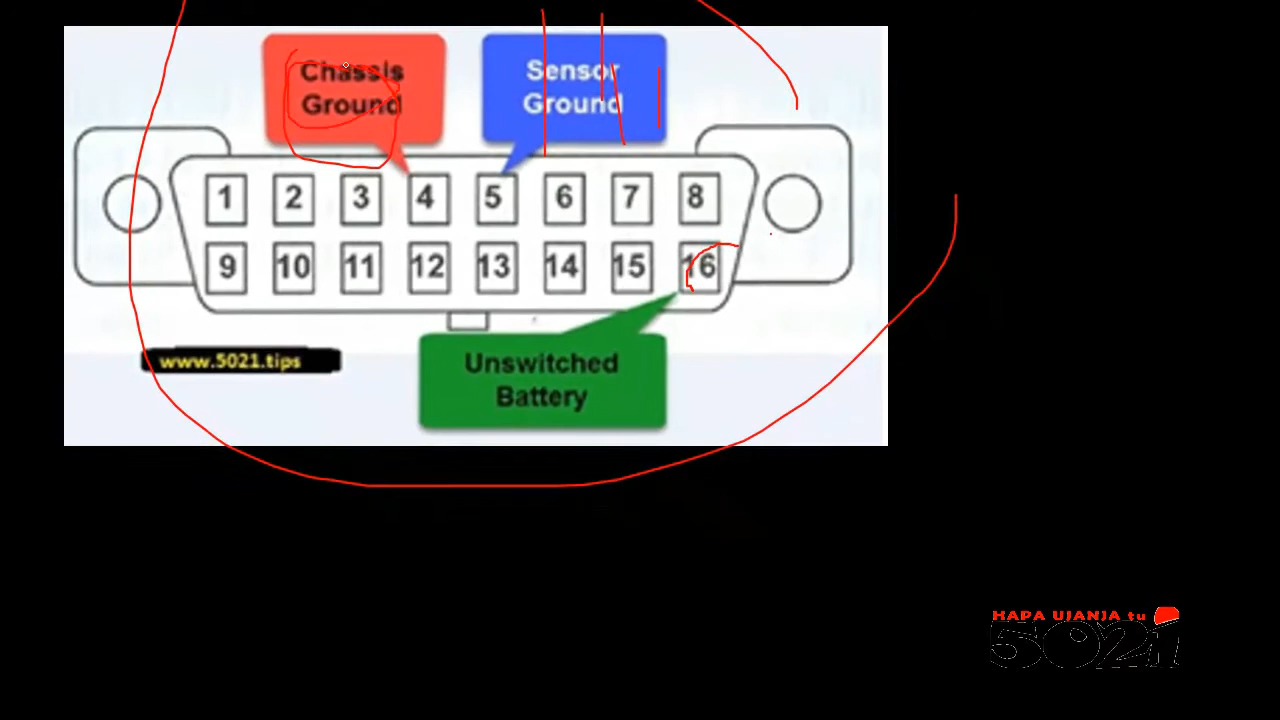 Chassis
Ground
Sensor
Ground
1 2 3 4 5 6 7 8
9 10 11 12 13 14 15 16
www.5021.tips
Unswitched
Battery
HAPA UJANJA tu
5021